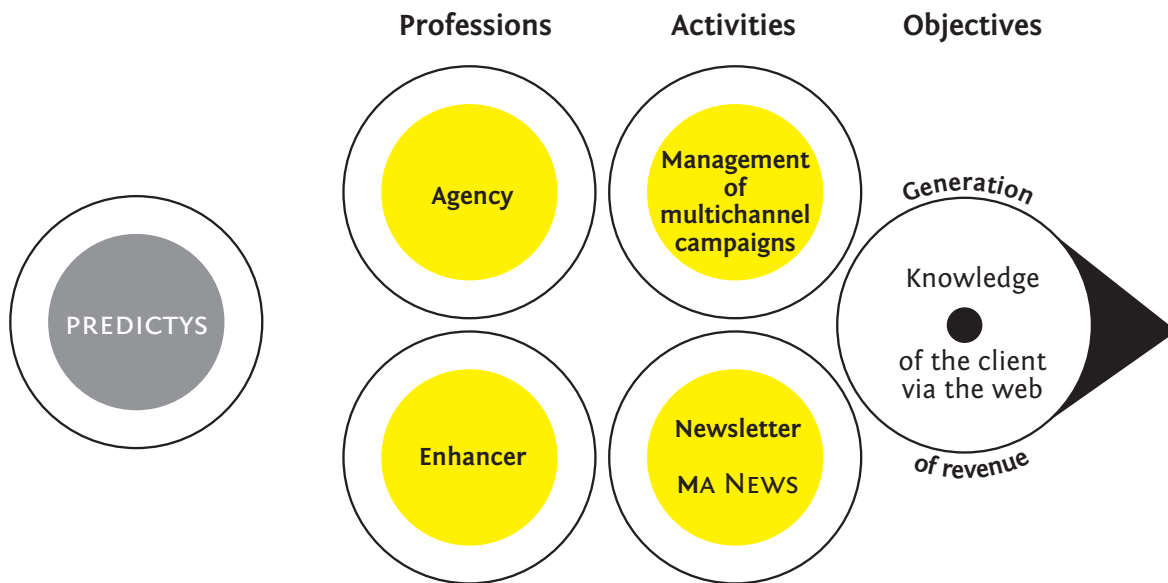 Professions
Activities
Objectives
PREDICTYS
Agency
Management
of
multichannel
campaigns
Enhancer
Newsletter
MA NEWS
Generation
Knowledge
of the client
via the web
of revenue